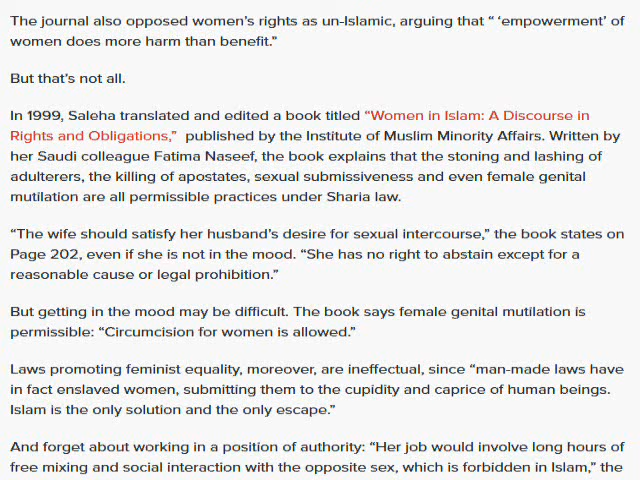 The journal also opposed women’s rights as un-Islamic, arguing that “ ‘empowerment’ of
women does more harm than benefit.”
But that’s not all.
In 1999, Saleha translated and edited a book titled “Women in Islam: A Discourse in
Rights and Obligations,” published by the Institute of Muslim Minority Affairs. Written by
her Saudi colleague Fatima Naseef, the book explains that the stoning and lashing of
adulterers, the killing of apostates, sexual submissiveness and even female genital
mutilation are all permissible practices under Sharia law.
“The wife should satisfy her husband’s desire for sexual intercourse,” the book states on
Page 202, even if she is not in the mood. “She has no right to abstain except for a
reasonable cause or legal prohibition.”
But getting in the mood may be difficult. The book says female genital mutilation is
permissible: “Circumcision for women is allowed.”
Laws promoting feminist equality, moreover, are ineffectual, since “man-made laws have
in fact enslaved women, submitting them to the cupidity and caprice of human beings.
Islam is the only solution and the only escape.”
And forget about working in a position of authority: “Her job would involve long hours of
free mixing and social interaction with the opposite sex, which is forbidden in Islam,” the